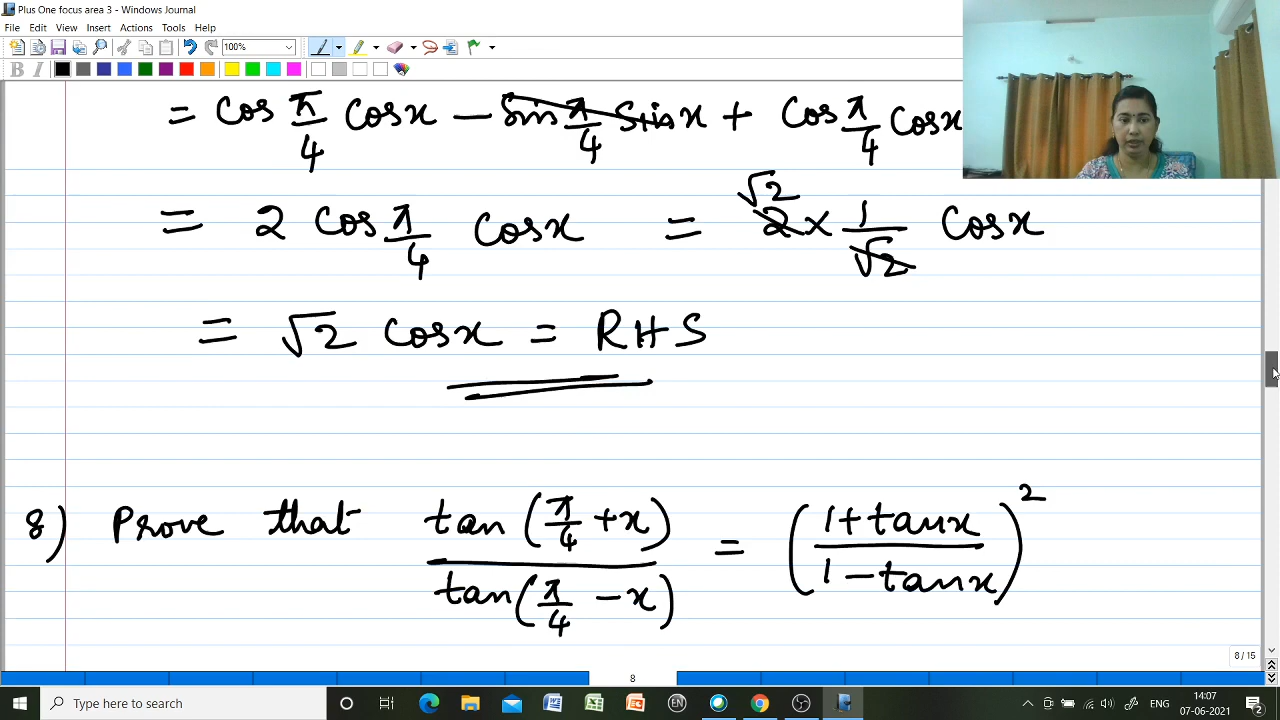 Plus One focus area 3 - Windows Journal
File Edit View Insert Actions Tools Help
100%
B I
= cos π/4 cosx − sin π/4 sinx + cos π/4 cosx
= 2 cos π/4 cosx = √2 2 × 1/√2 cosx
= √2 cosx = RHS
8) Prove that tan(π/4 + x) / tan(π/4 − x) = ((1 + tanx) / (1 − tanx))²
8 / 15
8
Type here to search
EN
ENG
14:07
07-06-2021
2